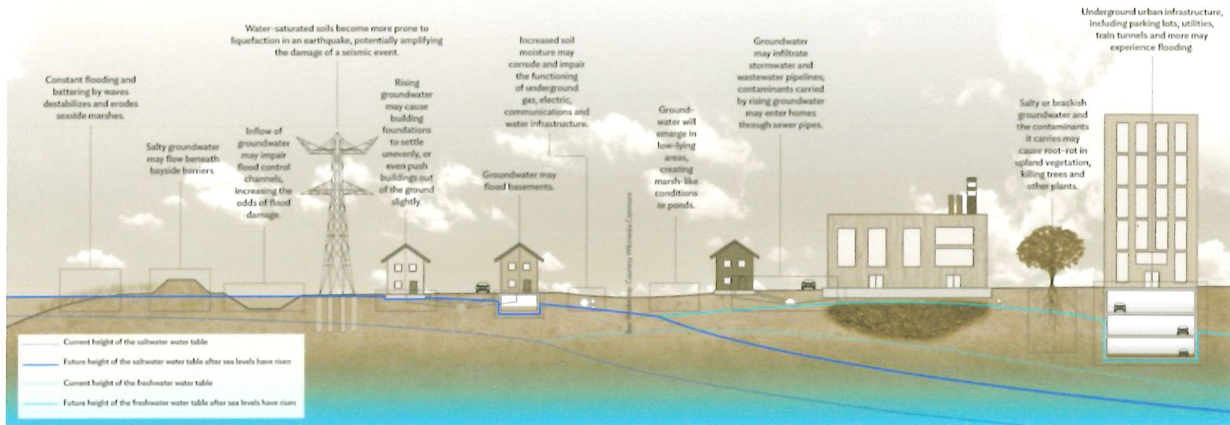 Constant flooding and
battering by waves
destabilizes and erodes
seaside marshes.
Salty groundwater
may flow beneath
bayside barriers.
Inflow of
groundwater
may impair
flood control
channels,
increasing the
odds of flood
damage.
Water-saturated soils become more prone to
liquefaction in an earthquake, potentially amplifying
the damage of a seismic event.
Rising
groundwater
may cause
building
foundations
to settle
unevenly, or
even push
buildings out
of the ground
slightly.
Groundwater may
flood basements.
Increased soil
moisture may
corrode and impair
the functioning
of underground
gas, electric,
communications and
water infrastructure.
Ground-
water will
emerge in
low-lying
areas,
creating
marsh-like
conditions
or ponds.
Groundwater
may infiltrate
stormwater and
wastewater pipelines;
contaminants carried
by rising groundwater
may enter homes
through sewer pipes.
Salty or brackish
groundwater and
the contaminants
it carries may
cause root-rot in
upland vegetation,
killing trees and
other plants.
Underground urban infrastructure,
including parking lots, utilities,
train tunnels and more may
experience flooding.
Courtesy Wikimedia Commons
Current height of the saltwater water table
Future height of the saltwater water table after sea levels have risen
Current height of the freshwater water table
Future height of the freshwater water table after sea levels have risen